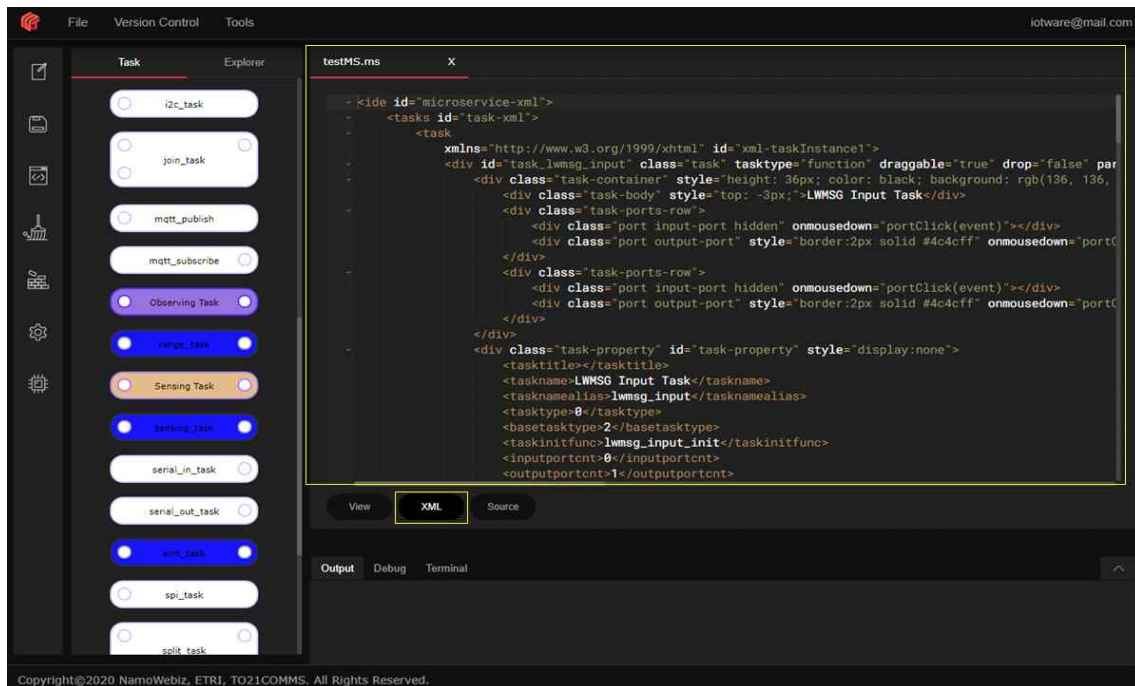 File Version Control Tools iotware@mail.com
Task Explorer
i2c_task
join_task
mqtt_publish
mqtt_subscribe
Observing Task
range_task
Sensing Task
sensing_task
serial_in_task
serial_out_task
spi_task
split_task
testMS.ms X
<ide id="microservice-xml">
<tasks id="task-xml">
<task
xmlns="http://www.w3.org/1999/xhtml" id="xml-taskInstance1">
<div id="task_lwmsg_input" class="task" tasktype="function" draggable="true" drop="false" par
<div class="task-container" style="height: 36px; color: black; background: rgb(136, 136,
<div class="task-body" style="top: -3px;">LWMSG Input Task</div>
<div class="task-ports-row">
<div class="port input-port hidden" onmousedown="portClick(event)"></div>
<div class="port output-port" style="border:2px solid #4c4cff" onmousedown="portC
</div>
<div class="task-ports-row">
<div class="port input-port hidden" onmousedown="portClick(event)"></div>
<div class="port output-port" style="border:2px solid #4c4cff" onmousedown="portC
</div>
</div>
<div class="task-property" id="task-property" style="display:none">
<tasktitle></tasktitle>
<taskname>LWMSG Input Task</taskname>
<tasknamealias>lwmsg_input</tasknamealias>
<tasktype>0</tasktype>
<basetasktype>2</basetasktype>
<taskinitfunc>lwmsg_input_init</taskinitfunc>
<inputportcnt>0</inputportcnt>
<outputportcnt>1</outputportcnt>
View XML Source
Output Debug Terminal
Copyright©2020 NamoWebiz, ETRI, TO21COMMS. All Rights Reserved.